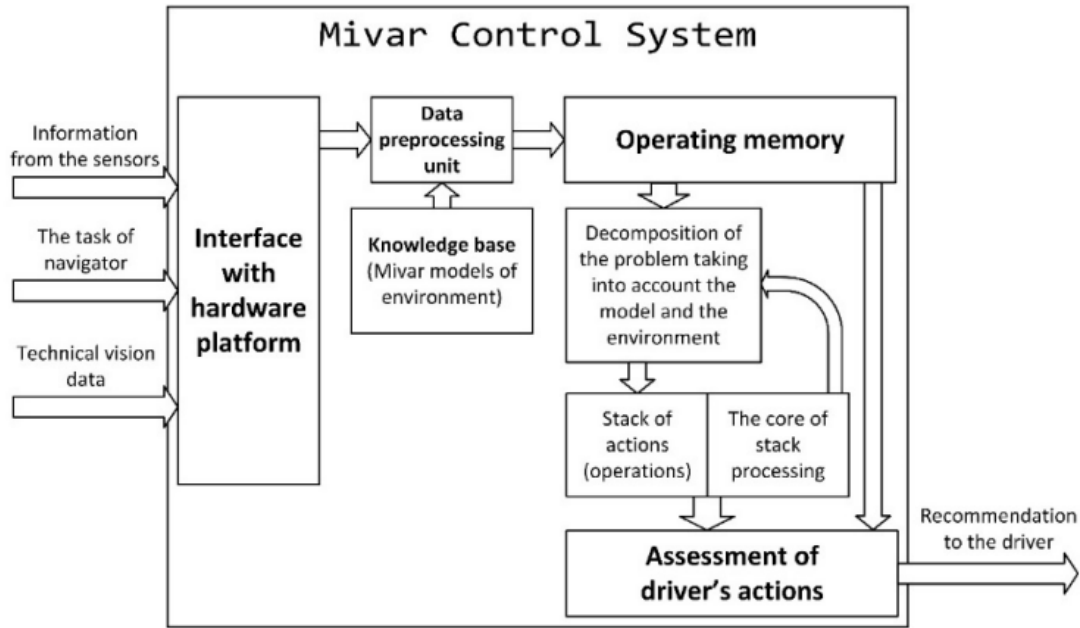 Mivar Control System
Information
from the sensors
The task of
navigator
Technical vision
data
Interface
with
hardware
platform
Data
preprocessing
unit
Knowledge base
(Mivar models of
environment)
Operating memory
Decomposition of
the problem taking
into account the
model and the
environment
Stack of
actions
(operations)
The core of
stack
processing
Assessment of
driver's actions
Recommendation
to the driver